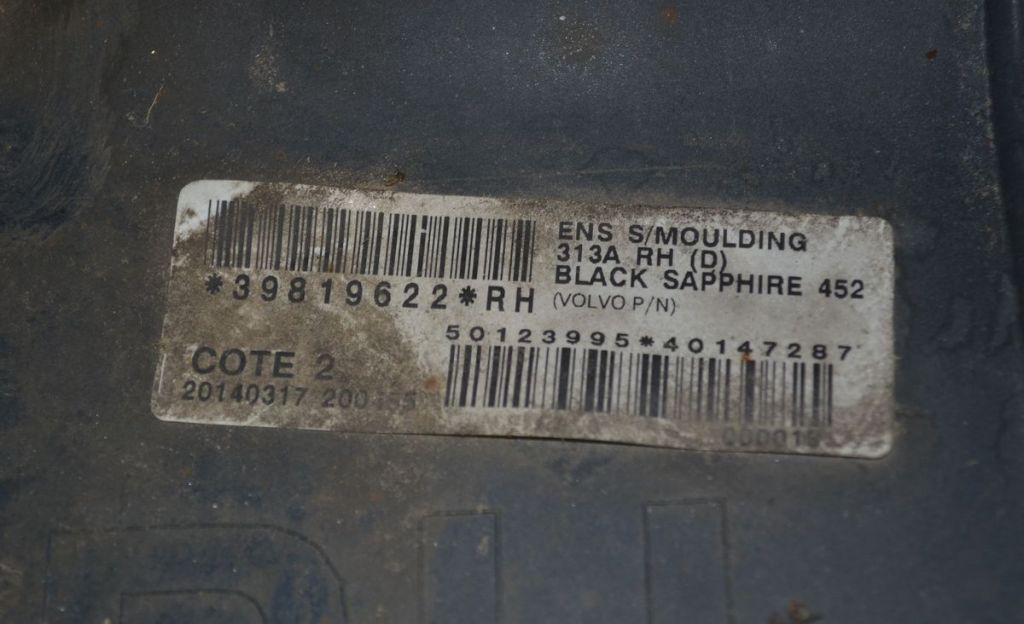 ENS S/MOULDING
313A RH (D)
BLACK SAPPHIRE 452
*39819622*RH
(VOLVO P/N)
50123995*40147287
COTE 2
20140317